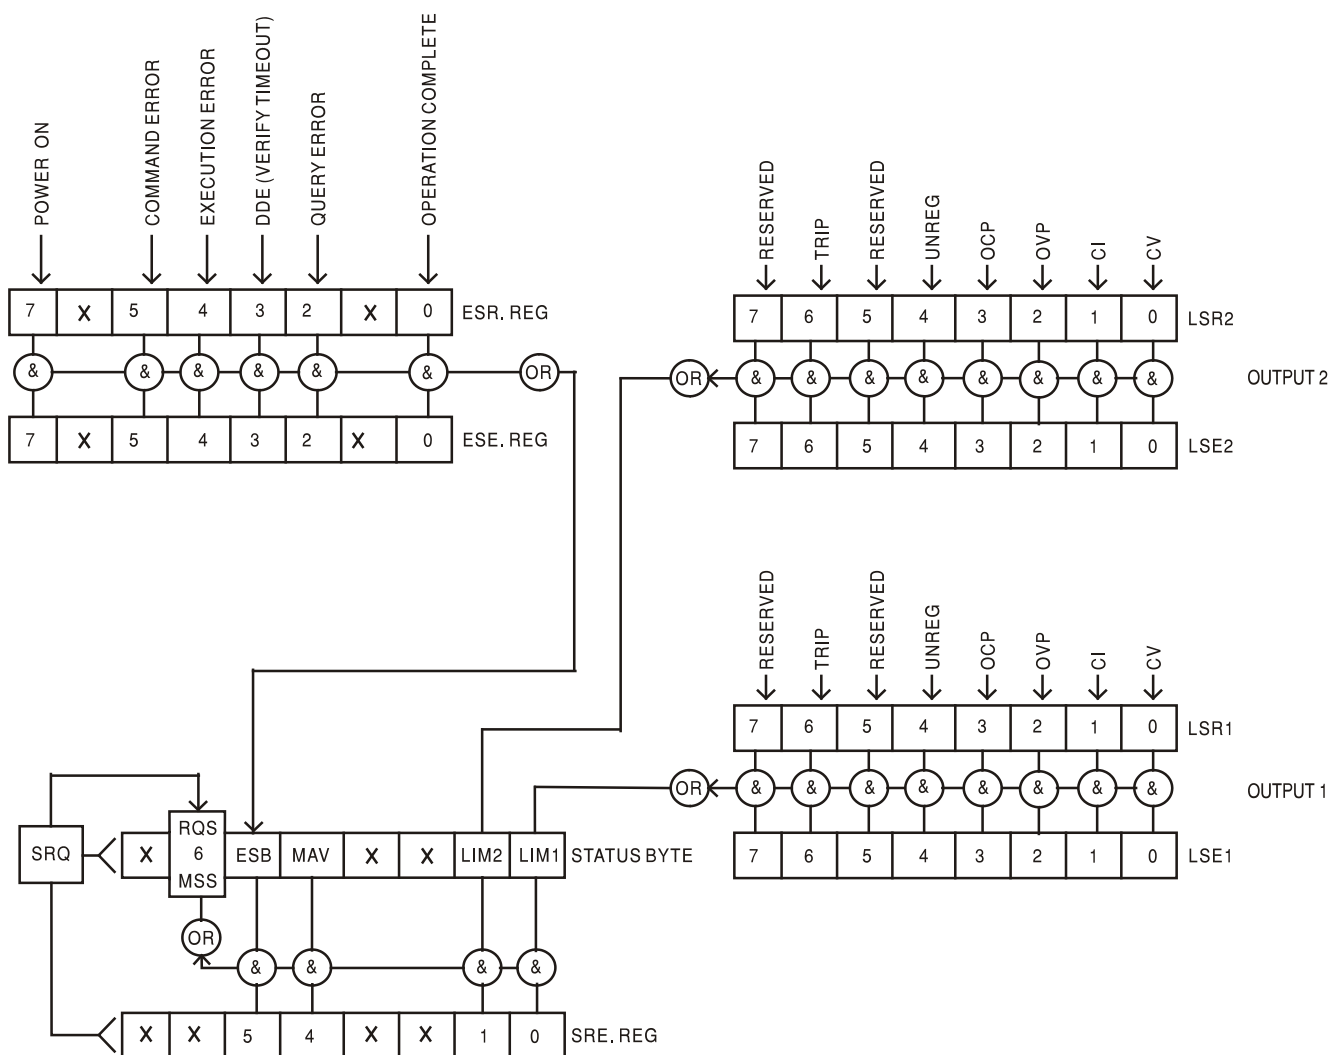 POWER ON
COMMAND ERROR
EXECUTION ERROR
DDE (VERIFY TIMEOUT)
QUERY ERROR
OPERATION COMPLETE
7 X 5 4 3 2 X 0 ESR. REG
& & & & & & OR
7 X 5 4 3 2 X 0 ESE. REG
RESERVED
TRIP
RESERVED
UNREG
OCP
OVP
CI
CV
7 6 5 4 3 2 1 0 LSR2
OR & & & & & & & & OUTPUT 2
7 6 5 4 3 2 1 0 LSE2
RESERVED
TRIP
RESERVED
UNREG
OCP
OVP
CI
CV
7 6 5 4 3 2 1 0 LSR1
OR & & & & & & & & OUTPUT 1
7 6 5 4 3 2 1 0 LSE1
SRQ
X
RQS
6
MSS
ESB MAV X X LIM2 LIM1 STATUS BYTE
OR
& & & &
X X 5 4 X X 1 0 SRE. REG